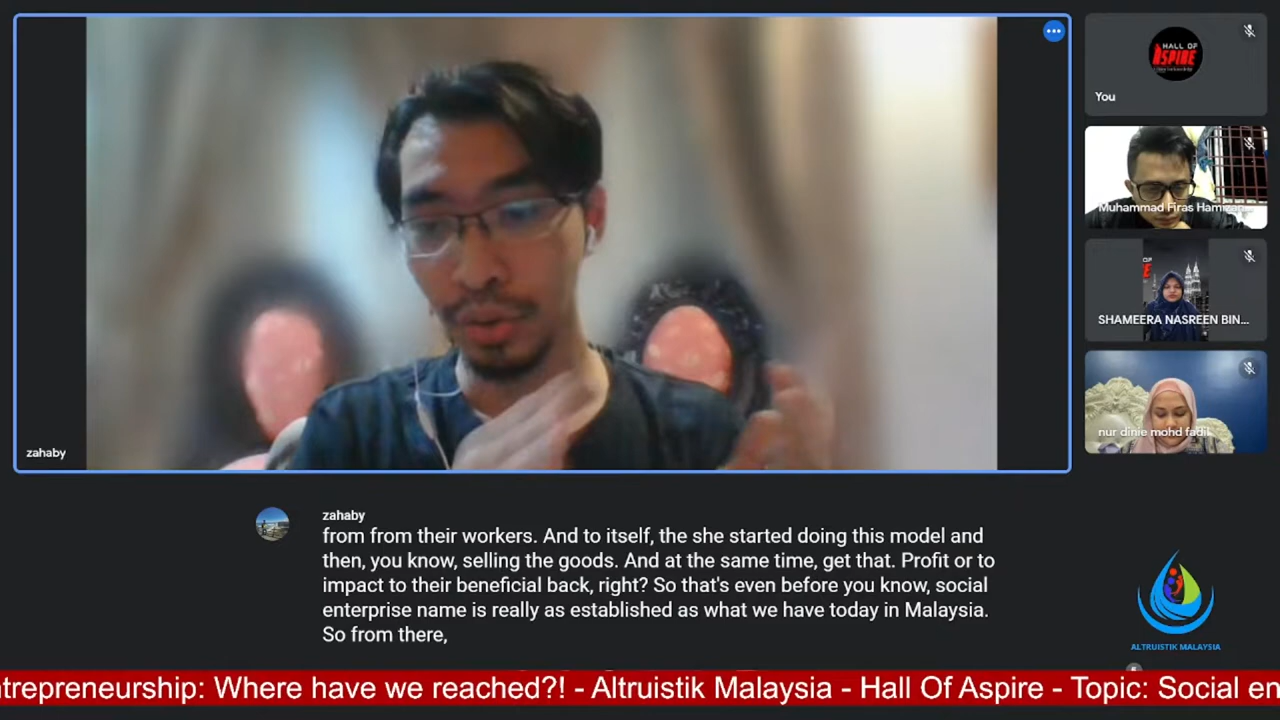 HALL OF
ASPIRE
You
Muhammad Firas Hamizan
SHAMEERA NASREEN BIN...
nur dinie mohd fadil
zahaby
zahaby
from from their workers. And to itself, the she started doing this model and
then, you know, selling the goods. And at the same time, get that. Profit or to
impact to their beneficial back, right? So that's even before you know, social
enterprise name is really as established as what we have today in Malaysia.
So from there,
ALTRUISTIK MALAYSIA
ntrepreneurship: Where have we reached?! - Altruistik Malaysia - Hall Of Aspire - Topic: Social en